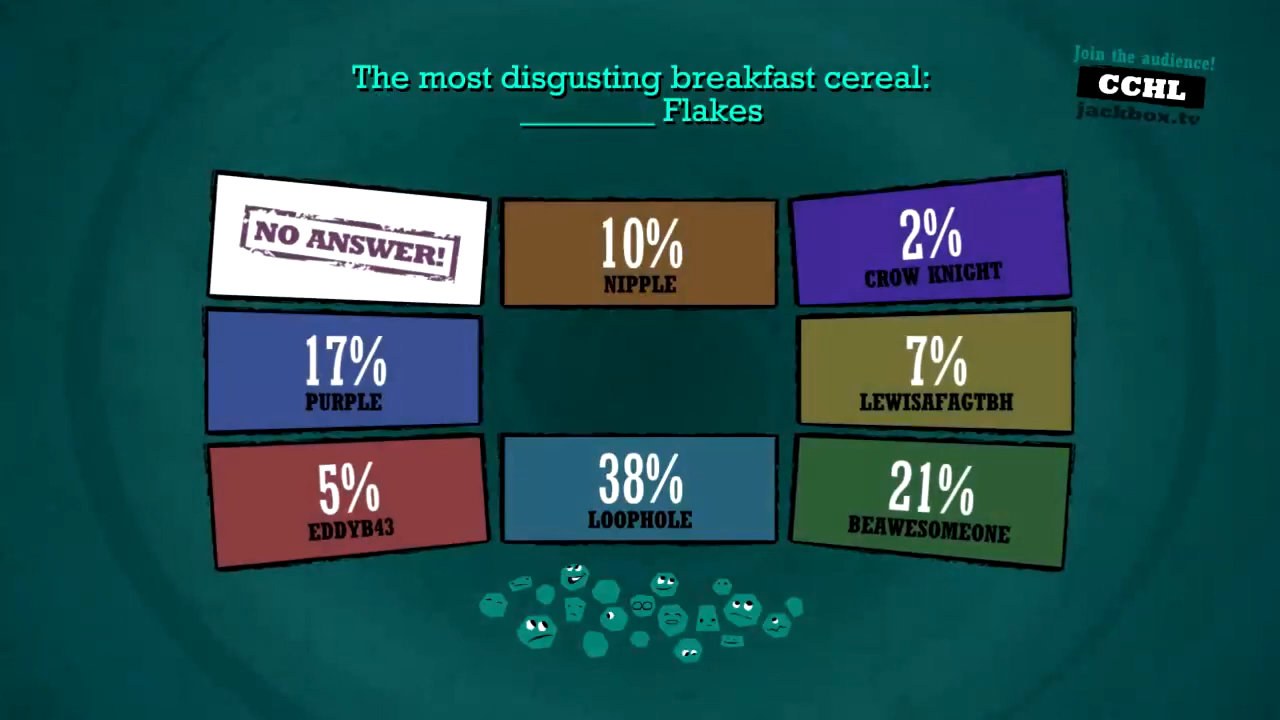 Join the audience!
CCHL
jackbox.tv
The most disgusting breakfast cereal:
________ Flakes
NO ANSWER!
10%
NIPPLE
2%
CROW KNIGHT
17%
PURPLE
7%
LEWISAFAGTBH
5%
EDDYB43
38%
LOOPHOLE
21%
BEAWESOMEONE